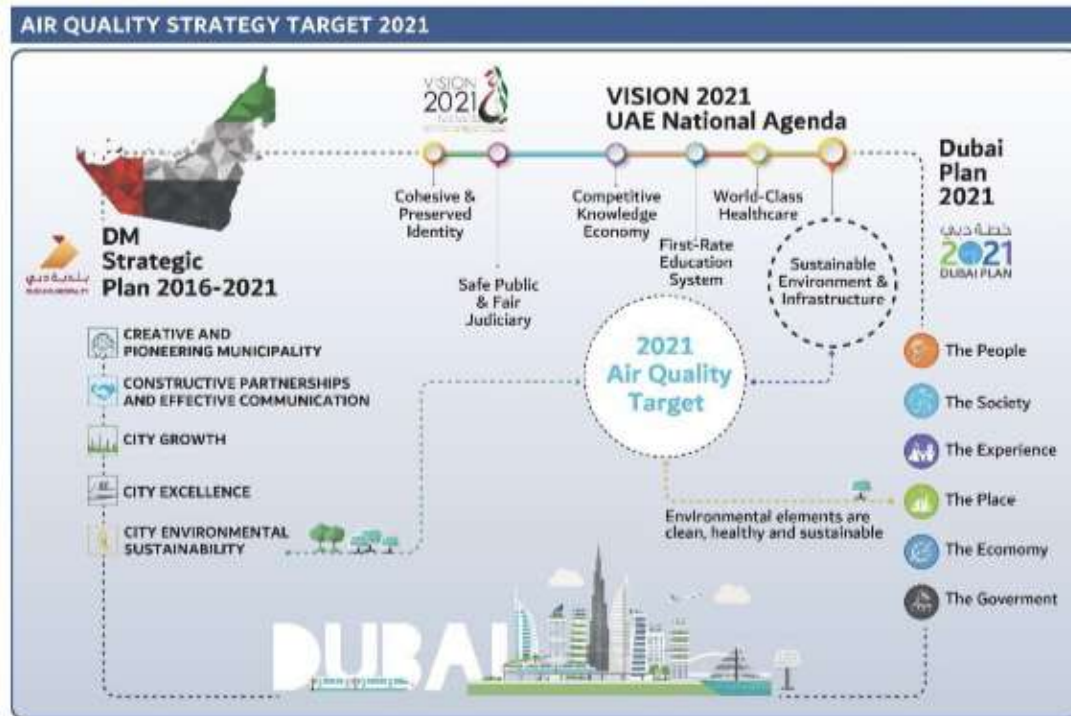 AIR QUALITY STRATEGY TARGET 2021
VISION
2021
VISION 2021
UAE National Agenda
Dubai
Plan
2021
خطة دبي
2021
DUBAI PLAN
Cohesive &
Preserved
Identity
Safe Public
& Fair
Judiciary
Competitive
Knowledge
Economy
First-Rate
Education
System
World-Class
Healthcare
Sustainable
Environment &
Infrastructure
بلدية دبي
DM
Strategic
Plan 2016-2021
CREATIVE AND
PIONEERING MUNICIPALITY
CONSTRUCTIVE PARTNERSHIPS
AND EFFECTIVE COMMUNICATION
CITY GROWTH
CITY EXCELLENCE
CITY ENVIRONMENTAL
SUSTAINABILITY
2021
Air Quality
Target
Environmental elements are
clean, healthy and sustainable
The People
The Society
The Experience
The Place
The Ecomomy
The Goverment
DUBAI